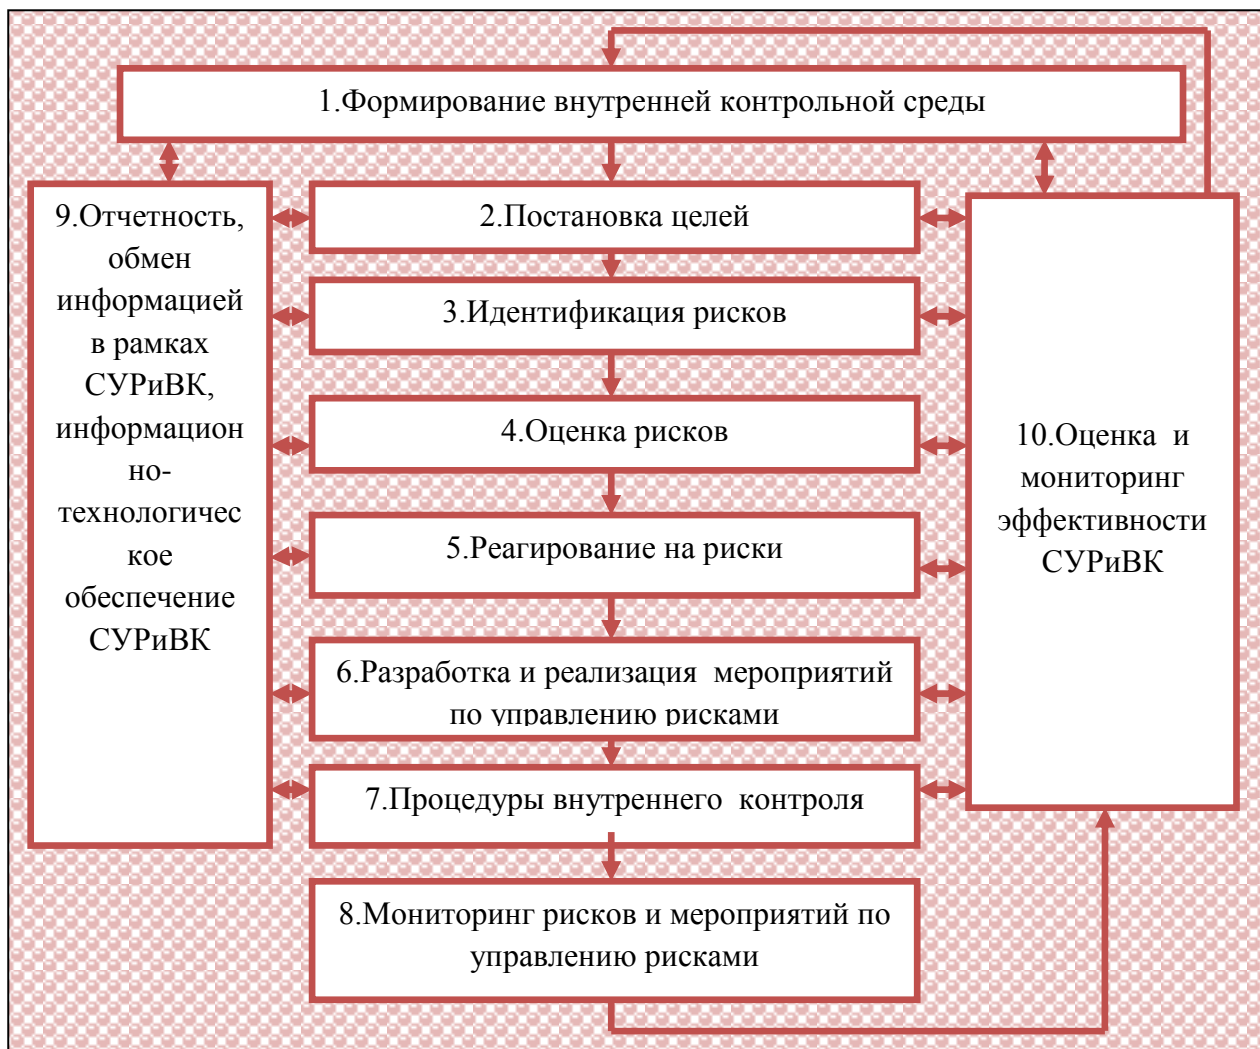 1.Формирование внутренней контрольной среды
9.Отчетность,
обмен
информацией
в рамках
СУРиВК,
информацион
но-
технологичес
кое
обеспечение
СУРиВК
2.Постановка целей
3.Идентификация рисков
4.Оценка рисков
5.Реагирование на риски
6.Разработка и реализация мероприятий
по управлению рисками
7.Процедуры внутреннего контроля
8.Мониторинг рисков и мероприятий по
управлению рисками
10.Оценка и
мониторинг
эффективности
СУРиВК